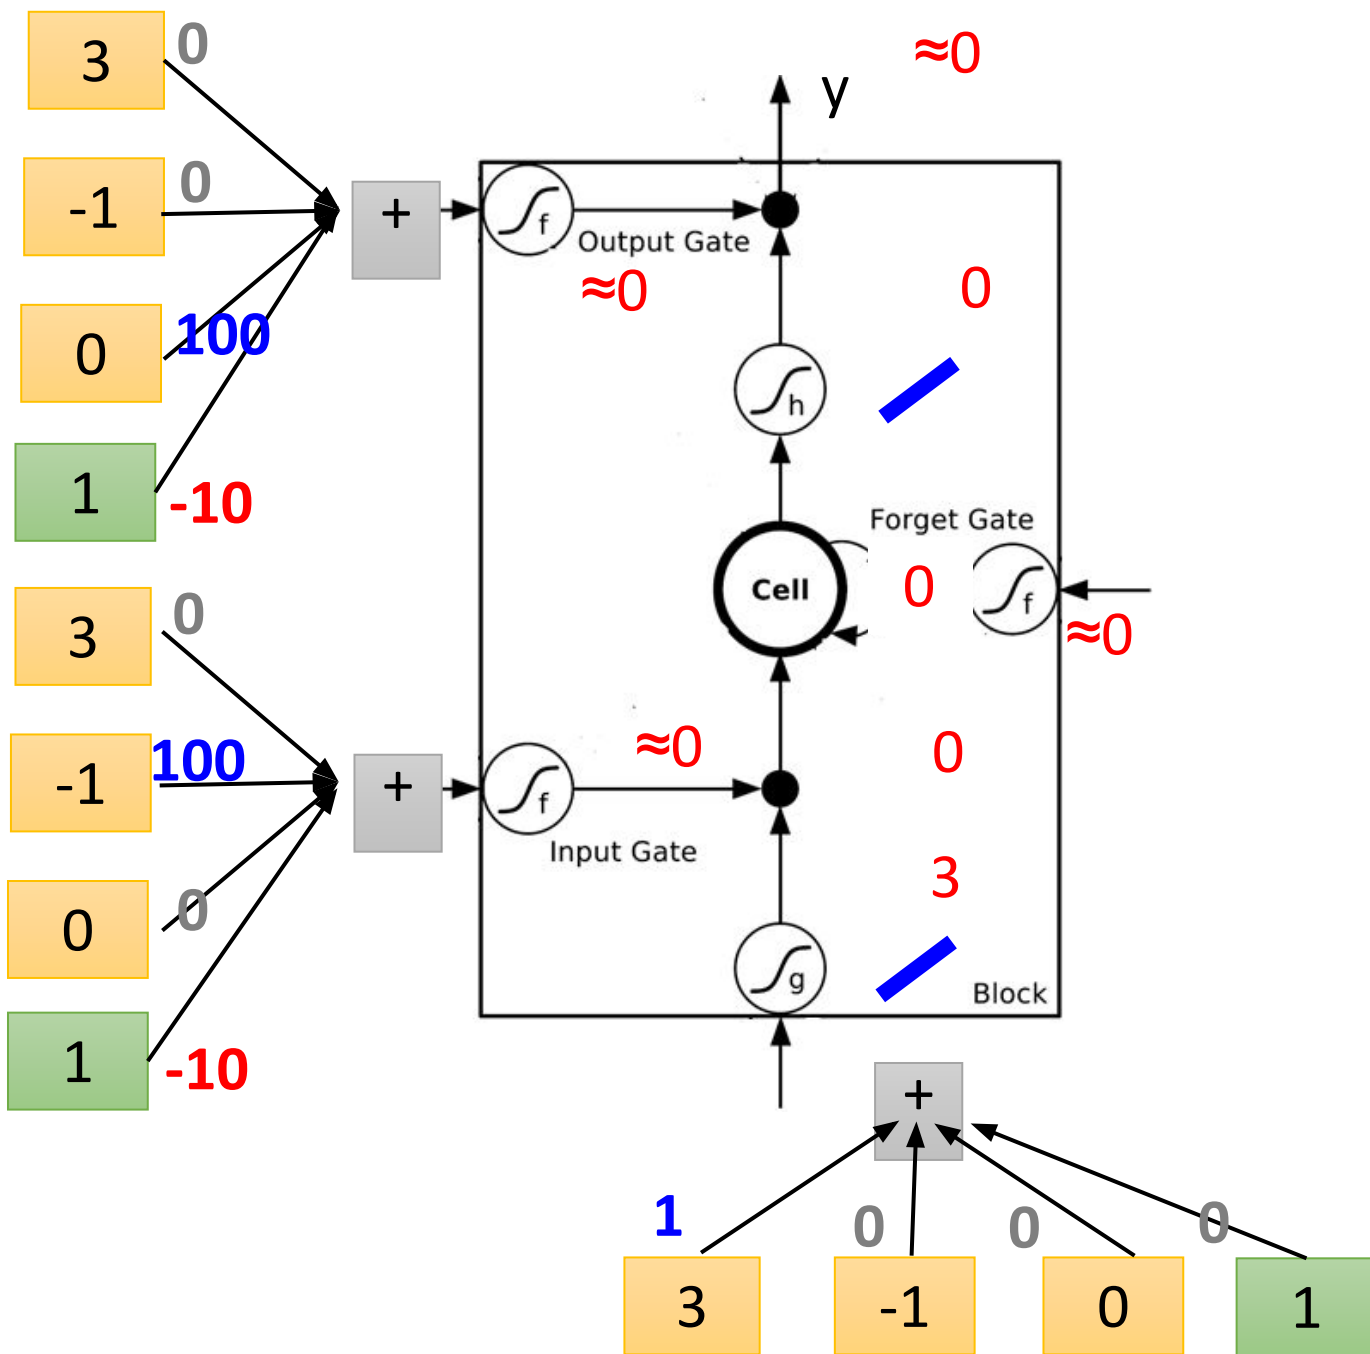 3 0
≈0
y
-1 0
+
f
Output Gate
≈0
0
0 100
h
1 -10
Forget Gate
Cell
0
f
≈0
3 0
-1 100
≈0
0
+
f
Input Gate
3
0 0
g
Block
1 -10
+
1 0 0 0
3 -1 0 1